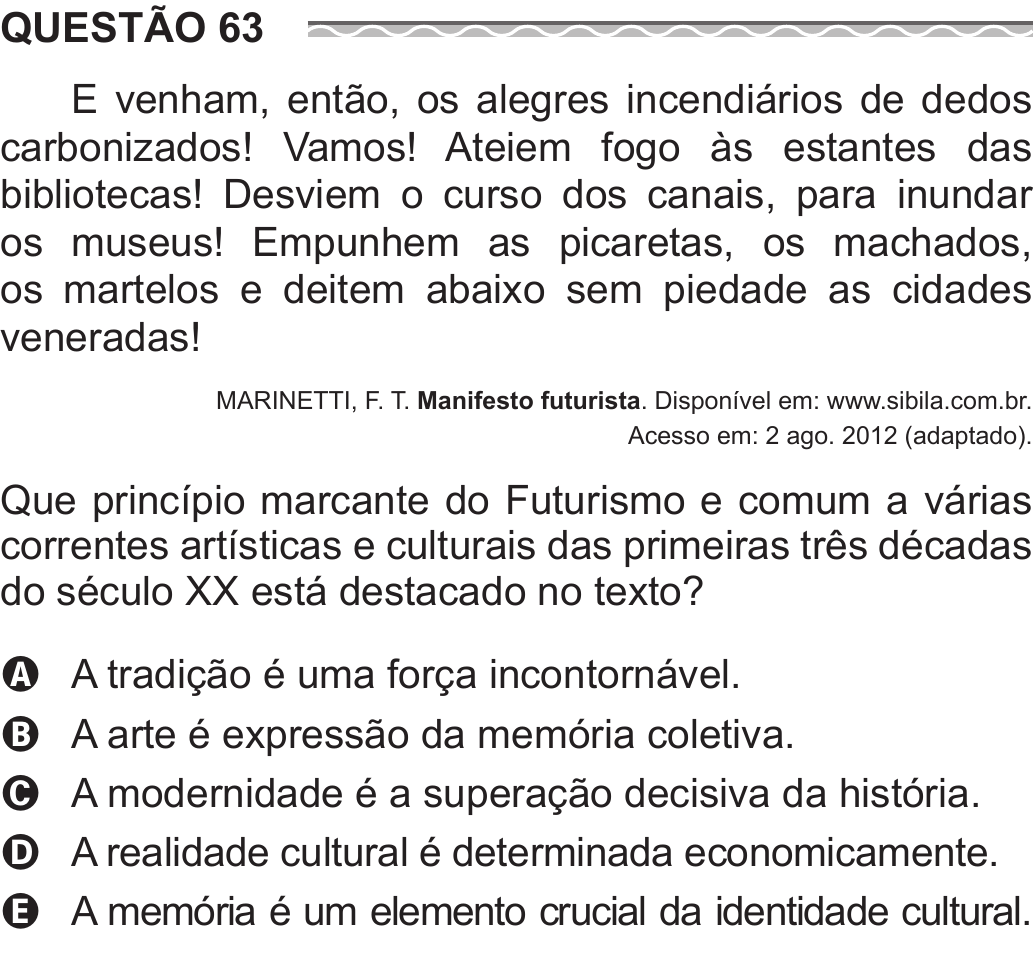 QUESTÃO 63
E venham, então, os alegres incendiários de dedos
carbonizados! Vamos! Ateiem fogo às estantes das
bibliotecas! Desviem o curso dos canais, para inundar
os museus! Empunhem as picaretas, os machados,
os martelos e deitem abaixo sem piedade as cidades
veneradas!
MARINETTI, F. T. Manifesto futurista. Disponível em: www.sibila.com.br.
Acesso em: 2 ago. 2012 (adaptado).
Que princípio marcante do Futurismo e comum a várias
correntes artísticas e culturais das primeiras três décadas
do século XX está destacado no texto?
A A tradição é uma força incontornável.
B A arte é expressão da memória coletiva.
C A modernidade é a superação decisiva da história.
D A realidade cultural é determinada economicamente.
E A memória é um elemento crucial da identidade cultural.